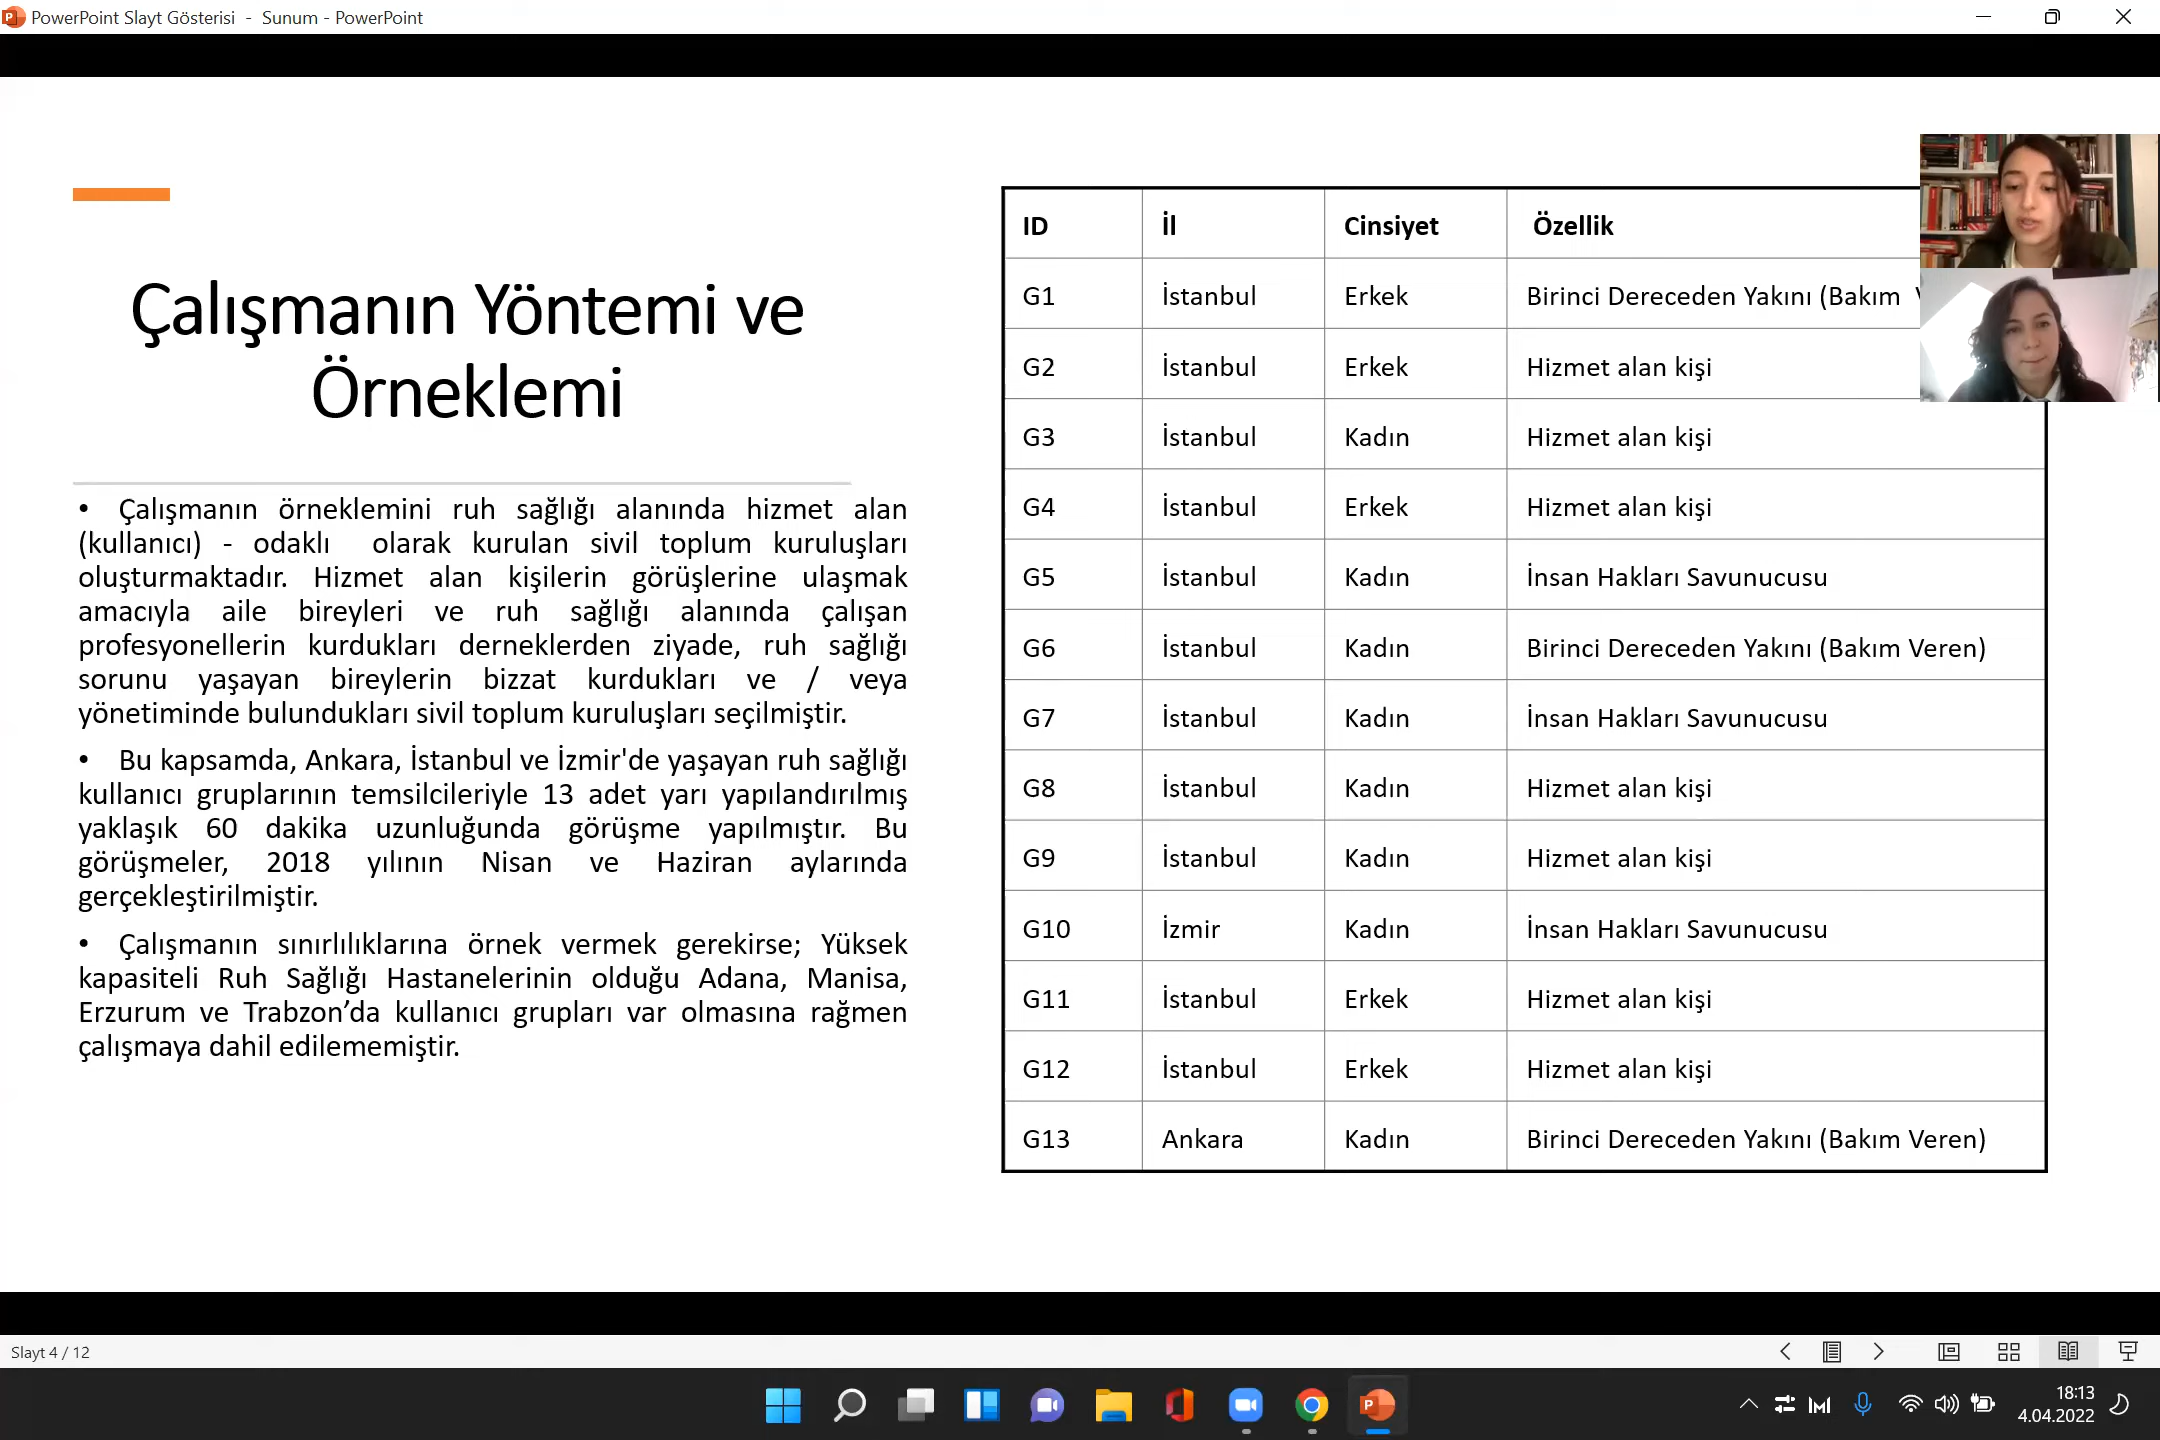 PowerPoint Slayt Gösterisi - Sunum - PowerPoint
Çalışmanın Yöntemi ve
Örneklemi
• Çalışmanın örneklemini ruh sağlığı alanında hizmet alan
(kullanıcı) - odaklı olarak kurulan sivil toplum kuruluşları
oluşturmaktadır. Hizmet alan kişilerin görüşlerine ulaşmak
amacıyla aile bireyleri ve ruh sağlığı alanında çalışan
profesyonellerin kurdukları derneklerden ziyade, ruh sağlığı
sorunu yaşayan bireylerin bizzat kurdukları ve / veya
yönetiminde bulundukları sivil toplum kuruluşları seçilmiştir.
• Bu kapsamda, Ankara, İstanbul ve İzmir'de yaşayan ruh sağlığı
kullanıcı gruplarının temsilcileriyle 13 adet yarı yapılandırılmış
yaklaşık 60 dakika uzunluğunda görüşme yapılmıştır. Bu
görüşmeler, 2018 yılının Nisan ve Haziran aylarında
gerçekleştirilmiştir.
• Çalışmanın sınırlılıklarına örnek vermek gerekirse; Yüksek
kapasiteli Ruh Sağlığı Hastanelerinin olduğu Adana, Manisa,
Erzurum ve Trabzon’da kullanıcı grupları var olmasına rağmen
çalışmaya dahil edilememiştir.
ID İl Cinsiyet Özellik
G1 İstanbul Erkek Birinci Dereceden Yakını (Bakım
G2 İstanbul Erkek Hizmet alan kişi
G3 İstanbul Kadın Hizmet alan kişi
G4 İstanbul Erkek Hizmet alan kişi
G5 İstanbul Kadın İnsan Hakları Savunucusu
G6 İstanbul Kadın Birinci Dereceden Yakını (Bakım Veren)
G7 İstanbul Kadın İnsan Hakları Savunucusu
G8 İstanbul Kadın Hizmet alan kişi
G9 İstanbul Kadın Hizmet alan kişi
G10 İzmir Kadın İnsan Hakları Savunucusu
G11 İstanbul Erkek Hizmet alan kişi
G12 İstanbul Erkek Hizmet alan kişi
G13 Ankara Kadın Birinci Dereceden Yakını (Bakım Veren)
Slayt 4 / 12
18:13
4.04.2022